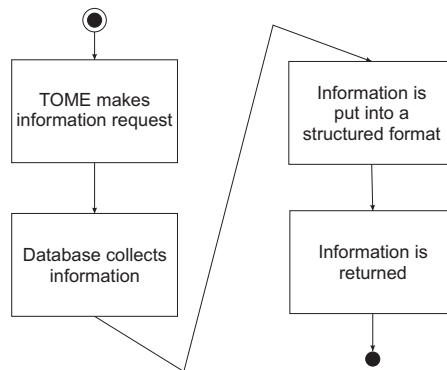 TOME makes
information request
Database collects
information
Information is
put into a
structured format
Information is
returned